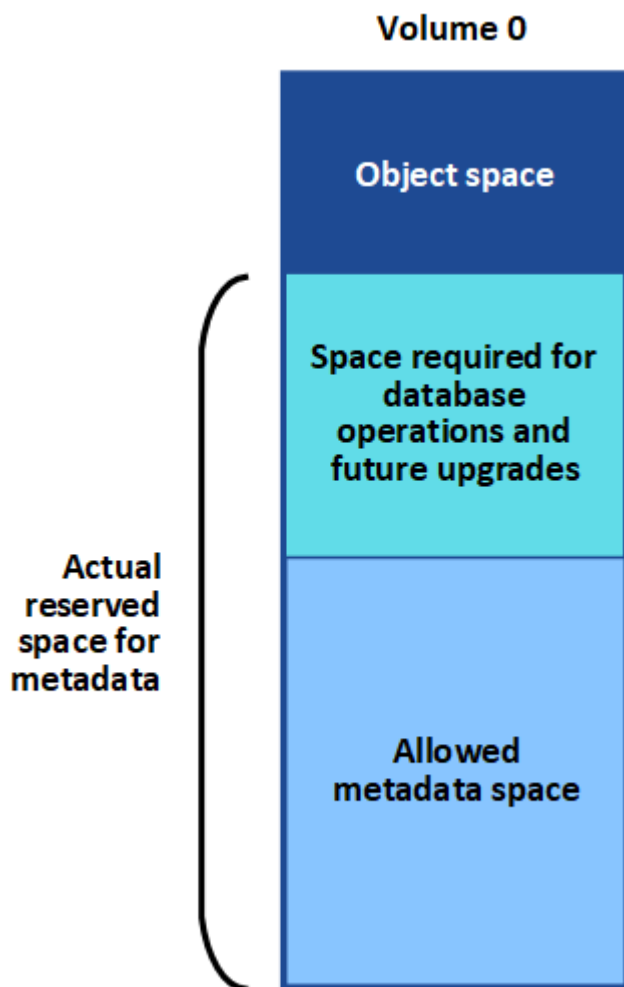 Volume 0
Object space
Space required for
database
operations and
future upgrades
Actual
reserved
space for
metadata
Allowed
metadata space